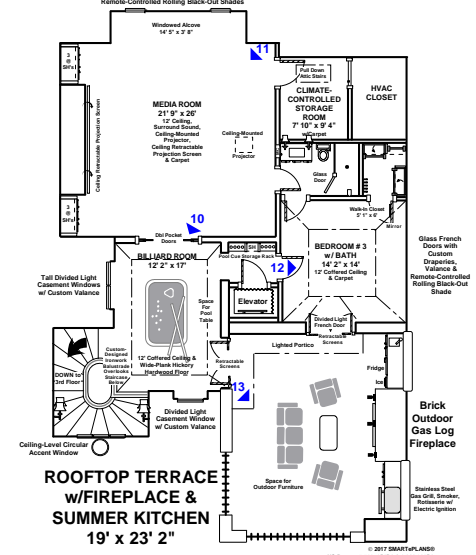 Remote-Controlled Rolling Black-Out Shades
Windowed Alcove
14' 5" x 3' 8"
11
3
@
SH's
Pull Down
Attic Stairs
CLIMATE-
CONTROLLED
STORAGE
ROOM
7' 10" x 9' 4"
w/Carpet
HVAC
CLOSET
MEDIA ROOM
21' 9" x 26'
12' Ceiling,
Surround Sound,
Ceiling-Mounted
Projector,
Ceiling Retractable
Projection Screen
& Carpet
Ceiling Retractable Projection Screen
Ceiling-Mounted
Projector
Glass
Door
3
@
SH's
Walk-In Closet
5' 1" x 6'
Mirror
10
Dbl Pocket
Doors
BILLIARD ROOM
12' 2" x 17'
SH
Pool Cue Storage Rack
12
BEDROOM # 3
w/ BATH
14' 2" x 14'
12' Coffered Ceiling
& Carpet
Glass French
Doors with
Custom
Draperies,
Valance &
Remote-Controlled
Rolling Black-Out
Shade
Tall Divided Light
Casement Windows
w/ Custom Valance
Elevator
Space
For
Pool
Table
Divided Light
French Door
Retractable
Screens
Lighted Portico
Custom-
Designed
Ironwork
Balustrade
Overlooks
Staircase
Below
12' Coffered Ceiling &
Wide-Plank Hickory
Hardwood Floor
Retractable
Screens
DOWN to
"3rd Floor"
Fridge
Ice
13
Divided Light
Casement Window
w/ Custom Valance
Brick
Outdoor
Gas Log
Fireplace
Ceiling-Level Circular
Accent Window
ROOFTOP TERRACE
w/FIREPLACE &
SUMMER KITCHEN
19' x 23' 2"
Space for
Outdoor Furniture
Stainless Steel
Gas Grill, Smoker,
Rotisserie w/
Electric Ignition
© 2017 SMARTePLANS®